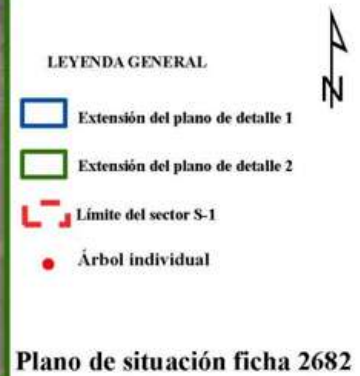 N
LEYENDA GENERAL
Extensión del plano de detalle 1
Extensión del plano de detalle 2
Límite del sector S-1
Árbol individual
Plano de situación ficha 2682